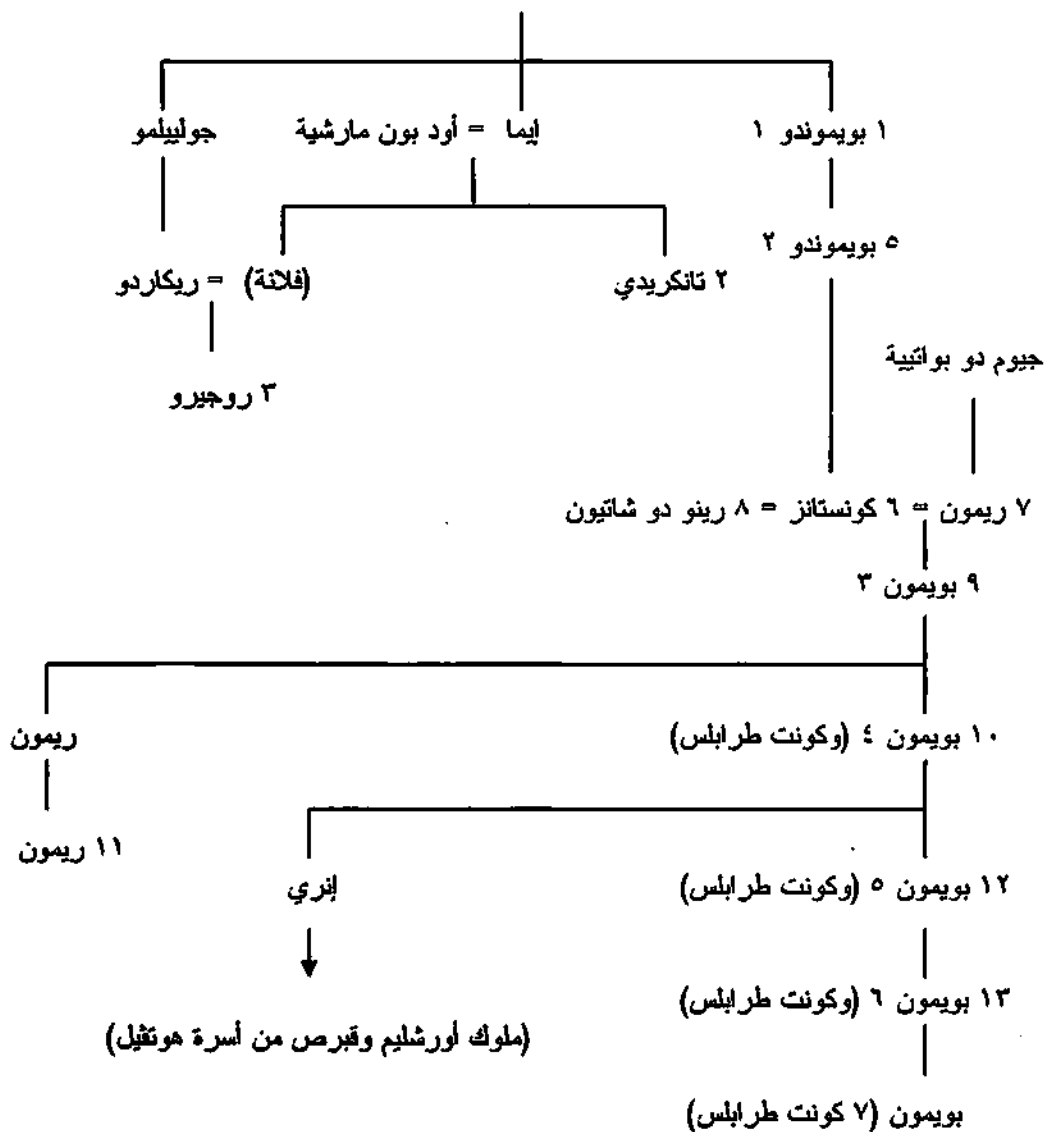 ١ بويموندو ١
إيما = أود بون مارشية
جولييلمو
٥ بويموندو ٢
٢ تانكريدي
(فلانة) = ريكاردو
جيوم دو بواتيية
٣ روجيرو
٧ ريمون = ٦ كونستانز = ٨ رينو دو شاتيون
٩ بويمون ٣
١٠ بويمون ٤ (وكونت طرابلس)
ريمون
١١ ريمون
١٢ بويمون ٥ (وكونت طرابلس)
إنري
١٣ بويمون ٦ (وكونت طرابلس)
(ملوك أورشليم وقبرص من أسرة هوتڤيل)
بويمون (٧ كونت طرابلس)